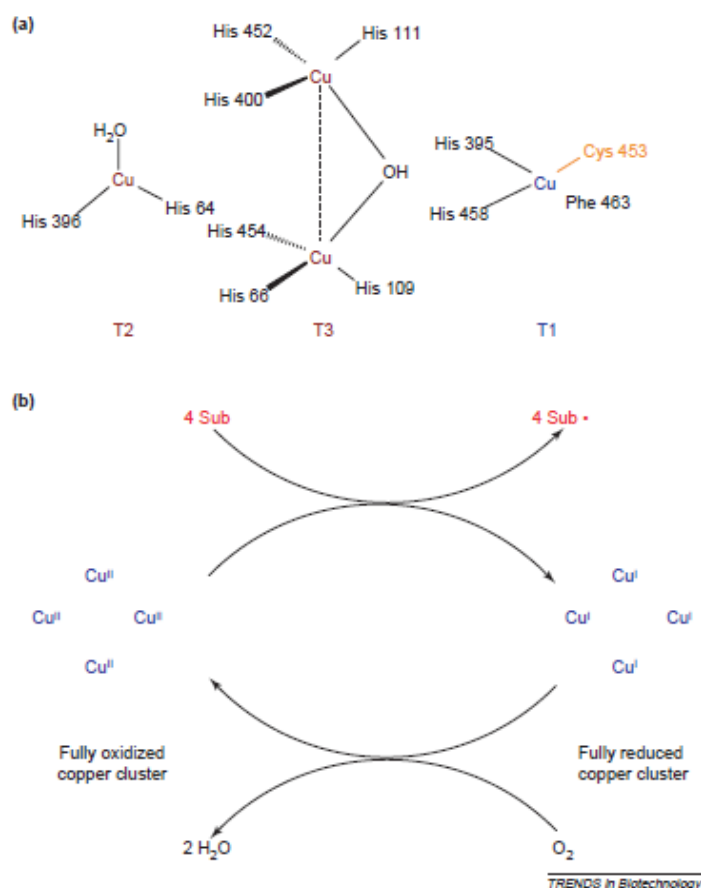 (a)
His 452
His 111
Cu
His 400
H₂O
Cu
His 396
His 64
OH
His 395
Cys 453
Cu
His 458
Phe 463
His 454
Cu
His 66
His 109
T2
T3
T1
(b)
4 Sub
4 Sub •
Cuᴵᴵ
Cuᴵᴵ
Cuᴵᴵ
Cuᴵᴵ
Cuᴵ
Cuᴵ
Cuᴵ
Cuᴵ
Fully oxidized
copper cluster
Fully reduced
copper cluster
2 H₂O
O₂
TRENDS in Biotechnology